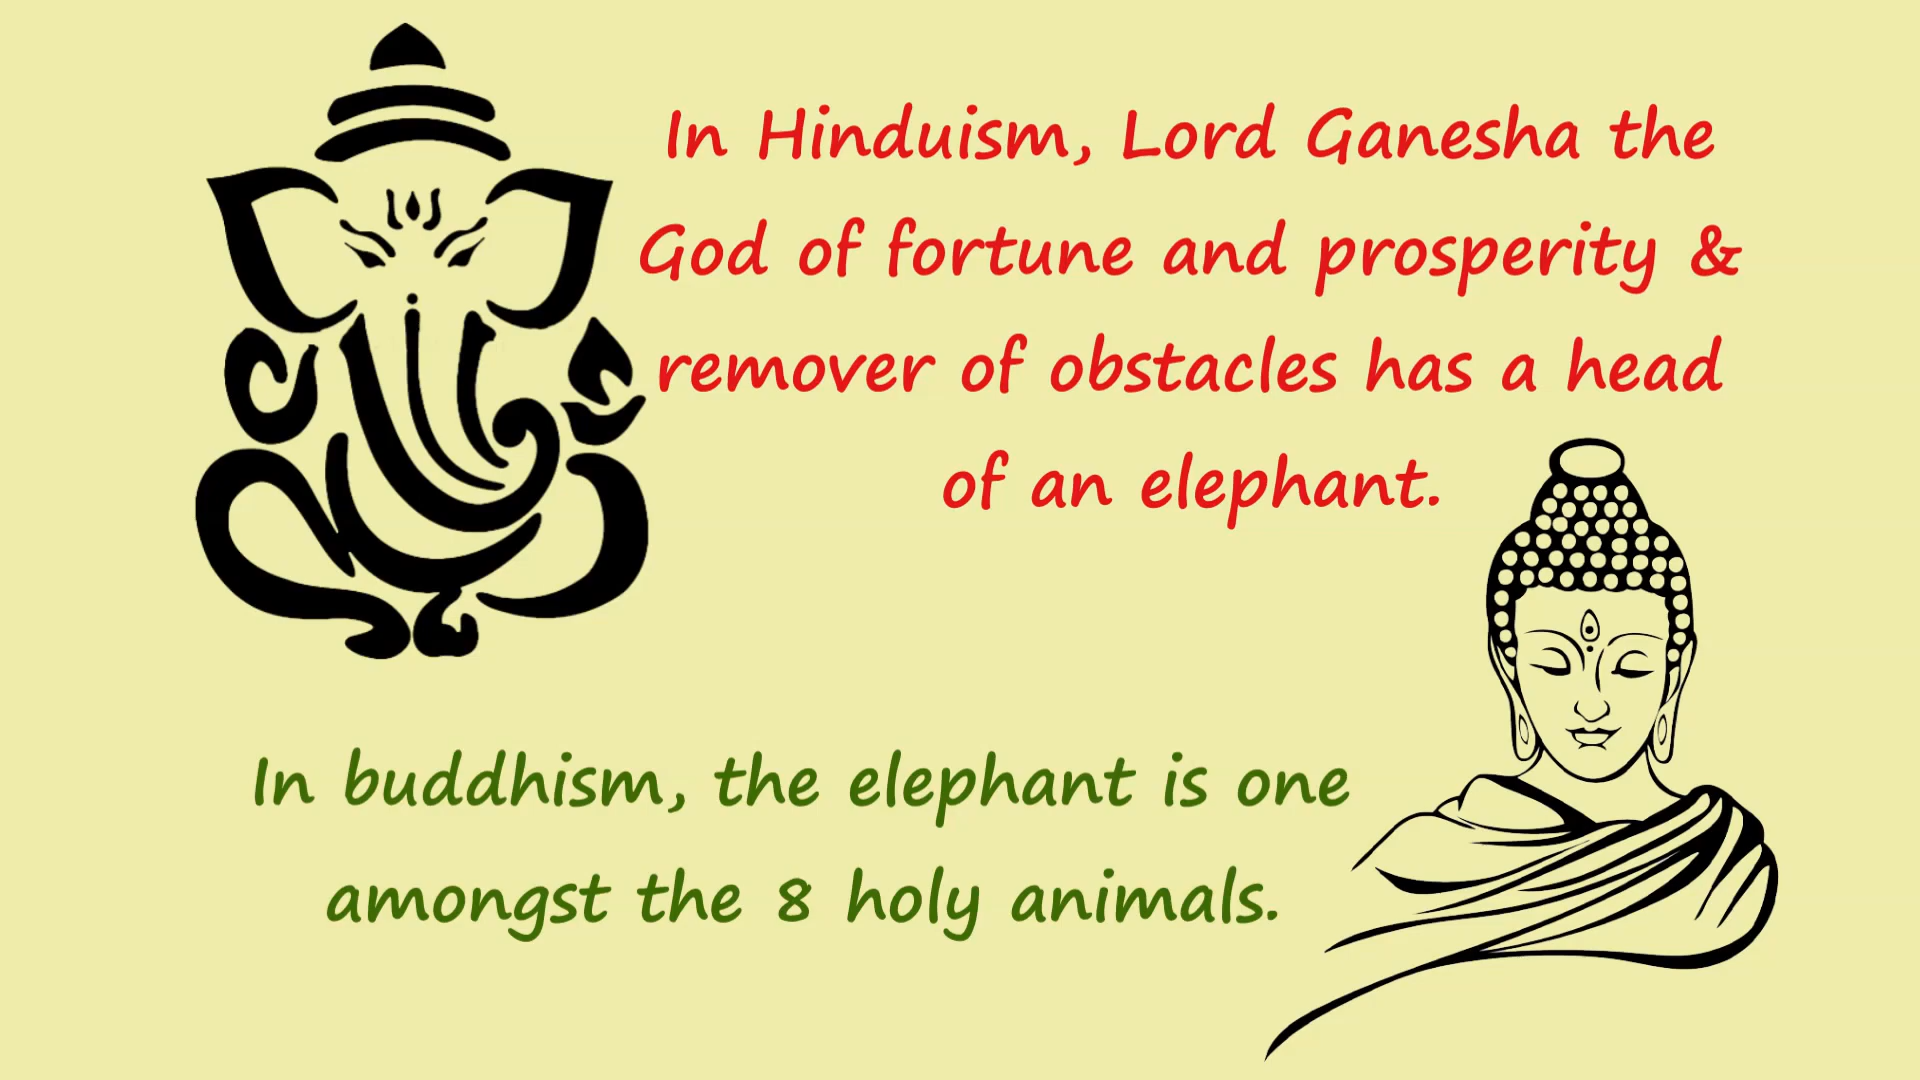 In Hinduism, Lord Ganesha the
God of fortune and prosperity &
remover of obstacles has a head
of an elephant.
In buddhism, the elephant is one
amongst the 8 holy animals.